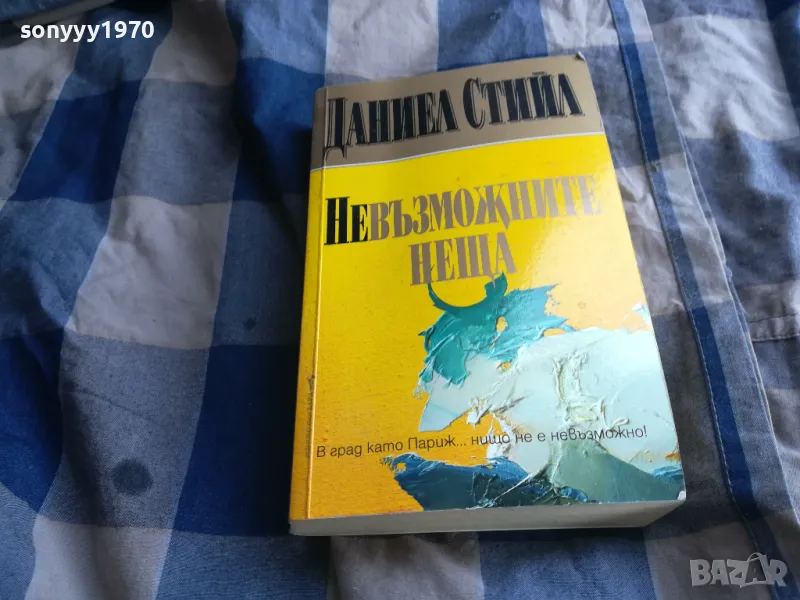 sonyyy1970
ДАНИЕЛ СТИЙЛ
НЕВЪЗМОЖНИТЕ
НЕЩА
В град като Париж... нищо не е невъзможно!
BAZAR